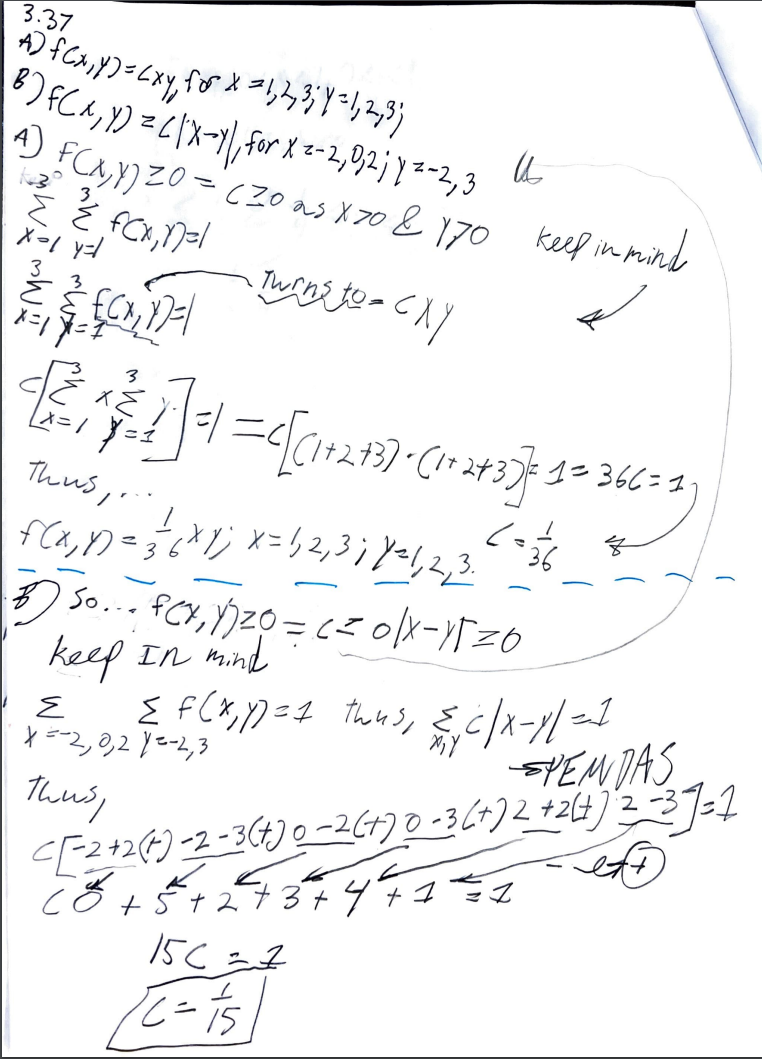 3.37
A) f(x,y)=cxy, for x=1,2,3; y=1,2,3;
B) f(x,y)=c|x-y|, for x=-2,0,2; y=-2,3
A) f(x,y)≥0 = c≥0 as x>0 & y>0
keep in mind
3 Σ x=1 3 Σ y=1 f(x,y)=1
3 Σ x=1 3 Σ y=1 f(x,y)=1 Turns to = cxy
c[3 Σ x=1 x 3 Σ y=1 y]=1 = c[(1+2+3)·(1+2+3)]=1=36c=1
Thus,...
f(x,y)=1/36 xy; x=1,2,3; y=1,2,3. c=1/36
B) So... f(x,y)≥0 = c≥0|x-y|≥0
keep In mind
Σ x=-2,0,2 Σ y=-2,3 f(x,y)=1 thus, Σ x,y c|x-y|=1
PEMDAS
Thus,
c[-2+2(+)-2-3(+)0-2(+)0-3(+)2+2(+)2-3]=1
c0+5+2+3+4+1=1
15c=1
c=1/15